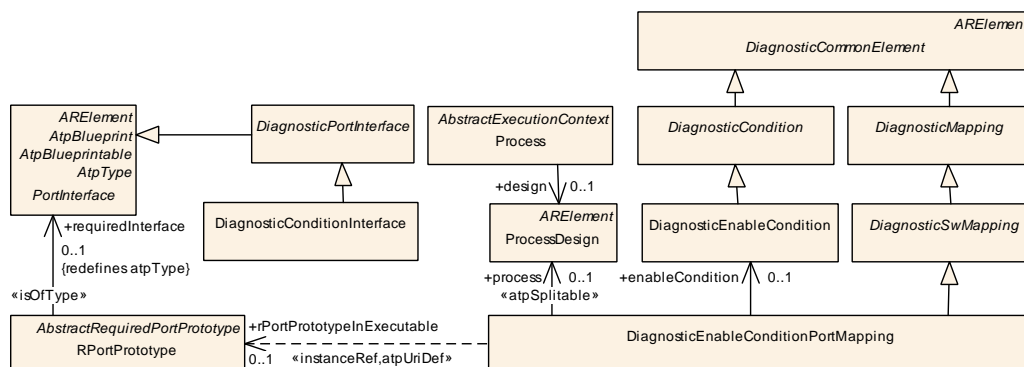 ARElemen
DiagnosticCommonElement
ARElement
AtpBlueprint
AtpBlueprintable
AtpType
PortInterface
DiagnosticPortInterface
AbstractExecutionContext
Process
DiagnosticCondition
DiagnosticMapping
+design 0..1
DiagnosticConditionInterface
ARElement
ProcessDesign
DiagnosticEnableCondition
DiagnosticSwMapping
+requiredInterface
0..1
{redefines atpType}
«isOfType»
+process 0..1
«atpSplitable»
+enableCondition 0..1
AbstractRequiredPortPrototype
RPortPrototype
+rPortPrototypeInExecutable
0..1 «instanceRef,atpUriDef»
DiagnosticEnableConditionPortMapping